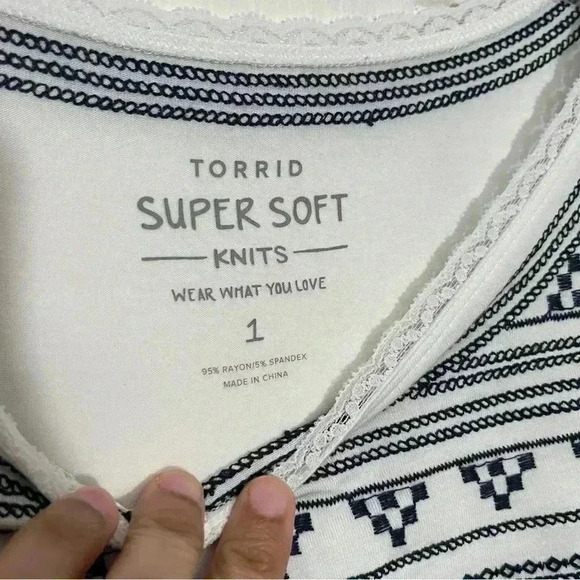 TORRID
SUPER SOFT
KNITS
WEAR WHAT YOU LOVE
1
95% RAYON/5% SPANDEX
MADE IN CHINA